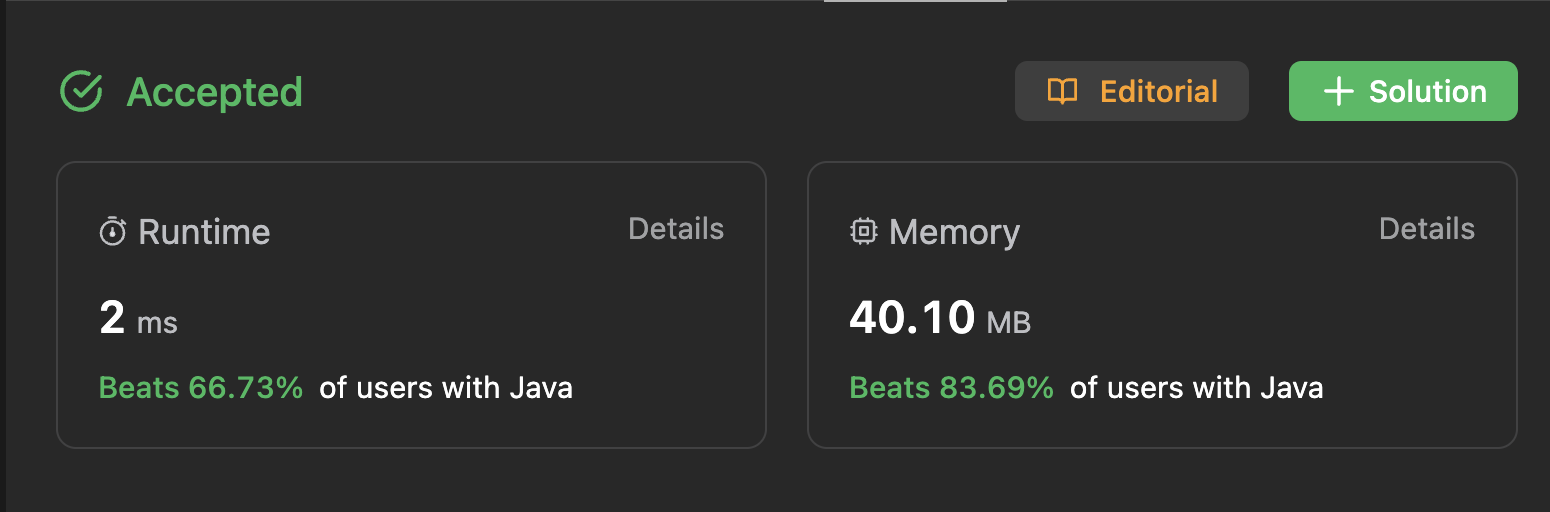 Accepted
Editorial
+ Solution
Runtime
Details
2 ms
Beats 66.73% of users with Java
Memory
Details
40.10 MB
Beats 83.69% of users with Java